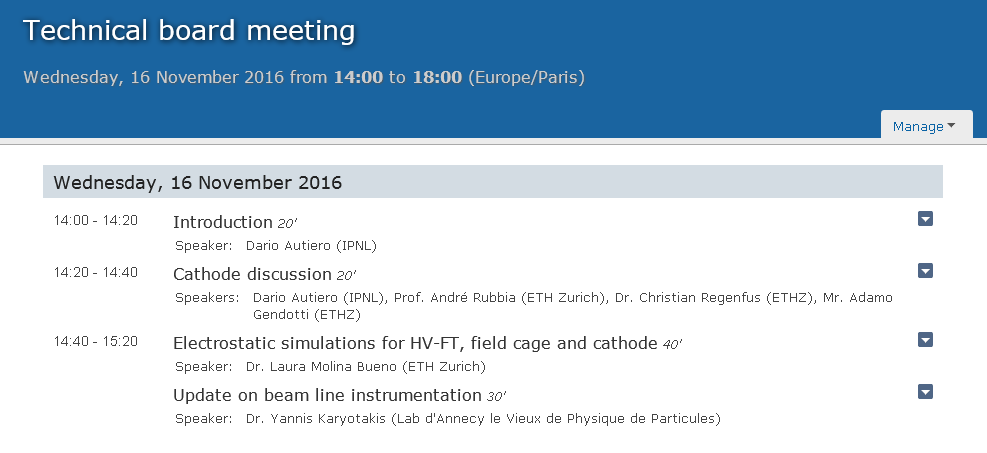 Technical board meeting
Wednesday, 16 November 2016 from 14:00 to 18:00 (Europe/Paris)
Manage
Wednesday, 16 November 2016
14:00 - 14:20 Introduction 20'
Speaker: Dario Autiero (IPNL)
14:20 - 14:40 Cathode discussion 20'
Speakers: Dario Autiero (IPNL), Prof. André Rubbia (ETH Zurich), Dr. Christian Regenfus (ETHZ), Mr. Adamo
Gendotti (ETHZ)
14:40 - 15:20 Electrostatic simulations for HV-FT, field cage and cathode 40'
Speaker: Dr. Laura Molina Bueno (ETH Zurich)
Update on beam line instrumentation 30'
Speaker: Dr. Yannis Karyotakis (Lab d'Annecy le Vieux de Physique de Particules)